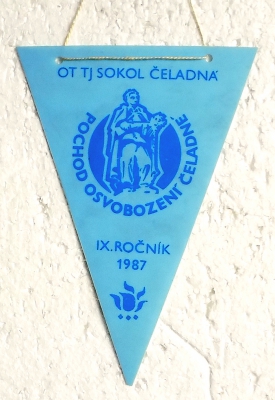 OT TJ SOKOL ČELADNÁ
POCHOD OSVOBOZENÍ ČELADNÉ
IX. ROČNÍK
1987